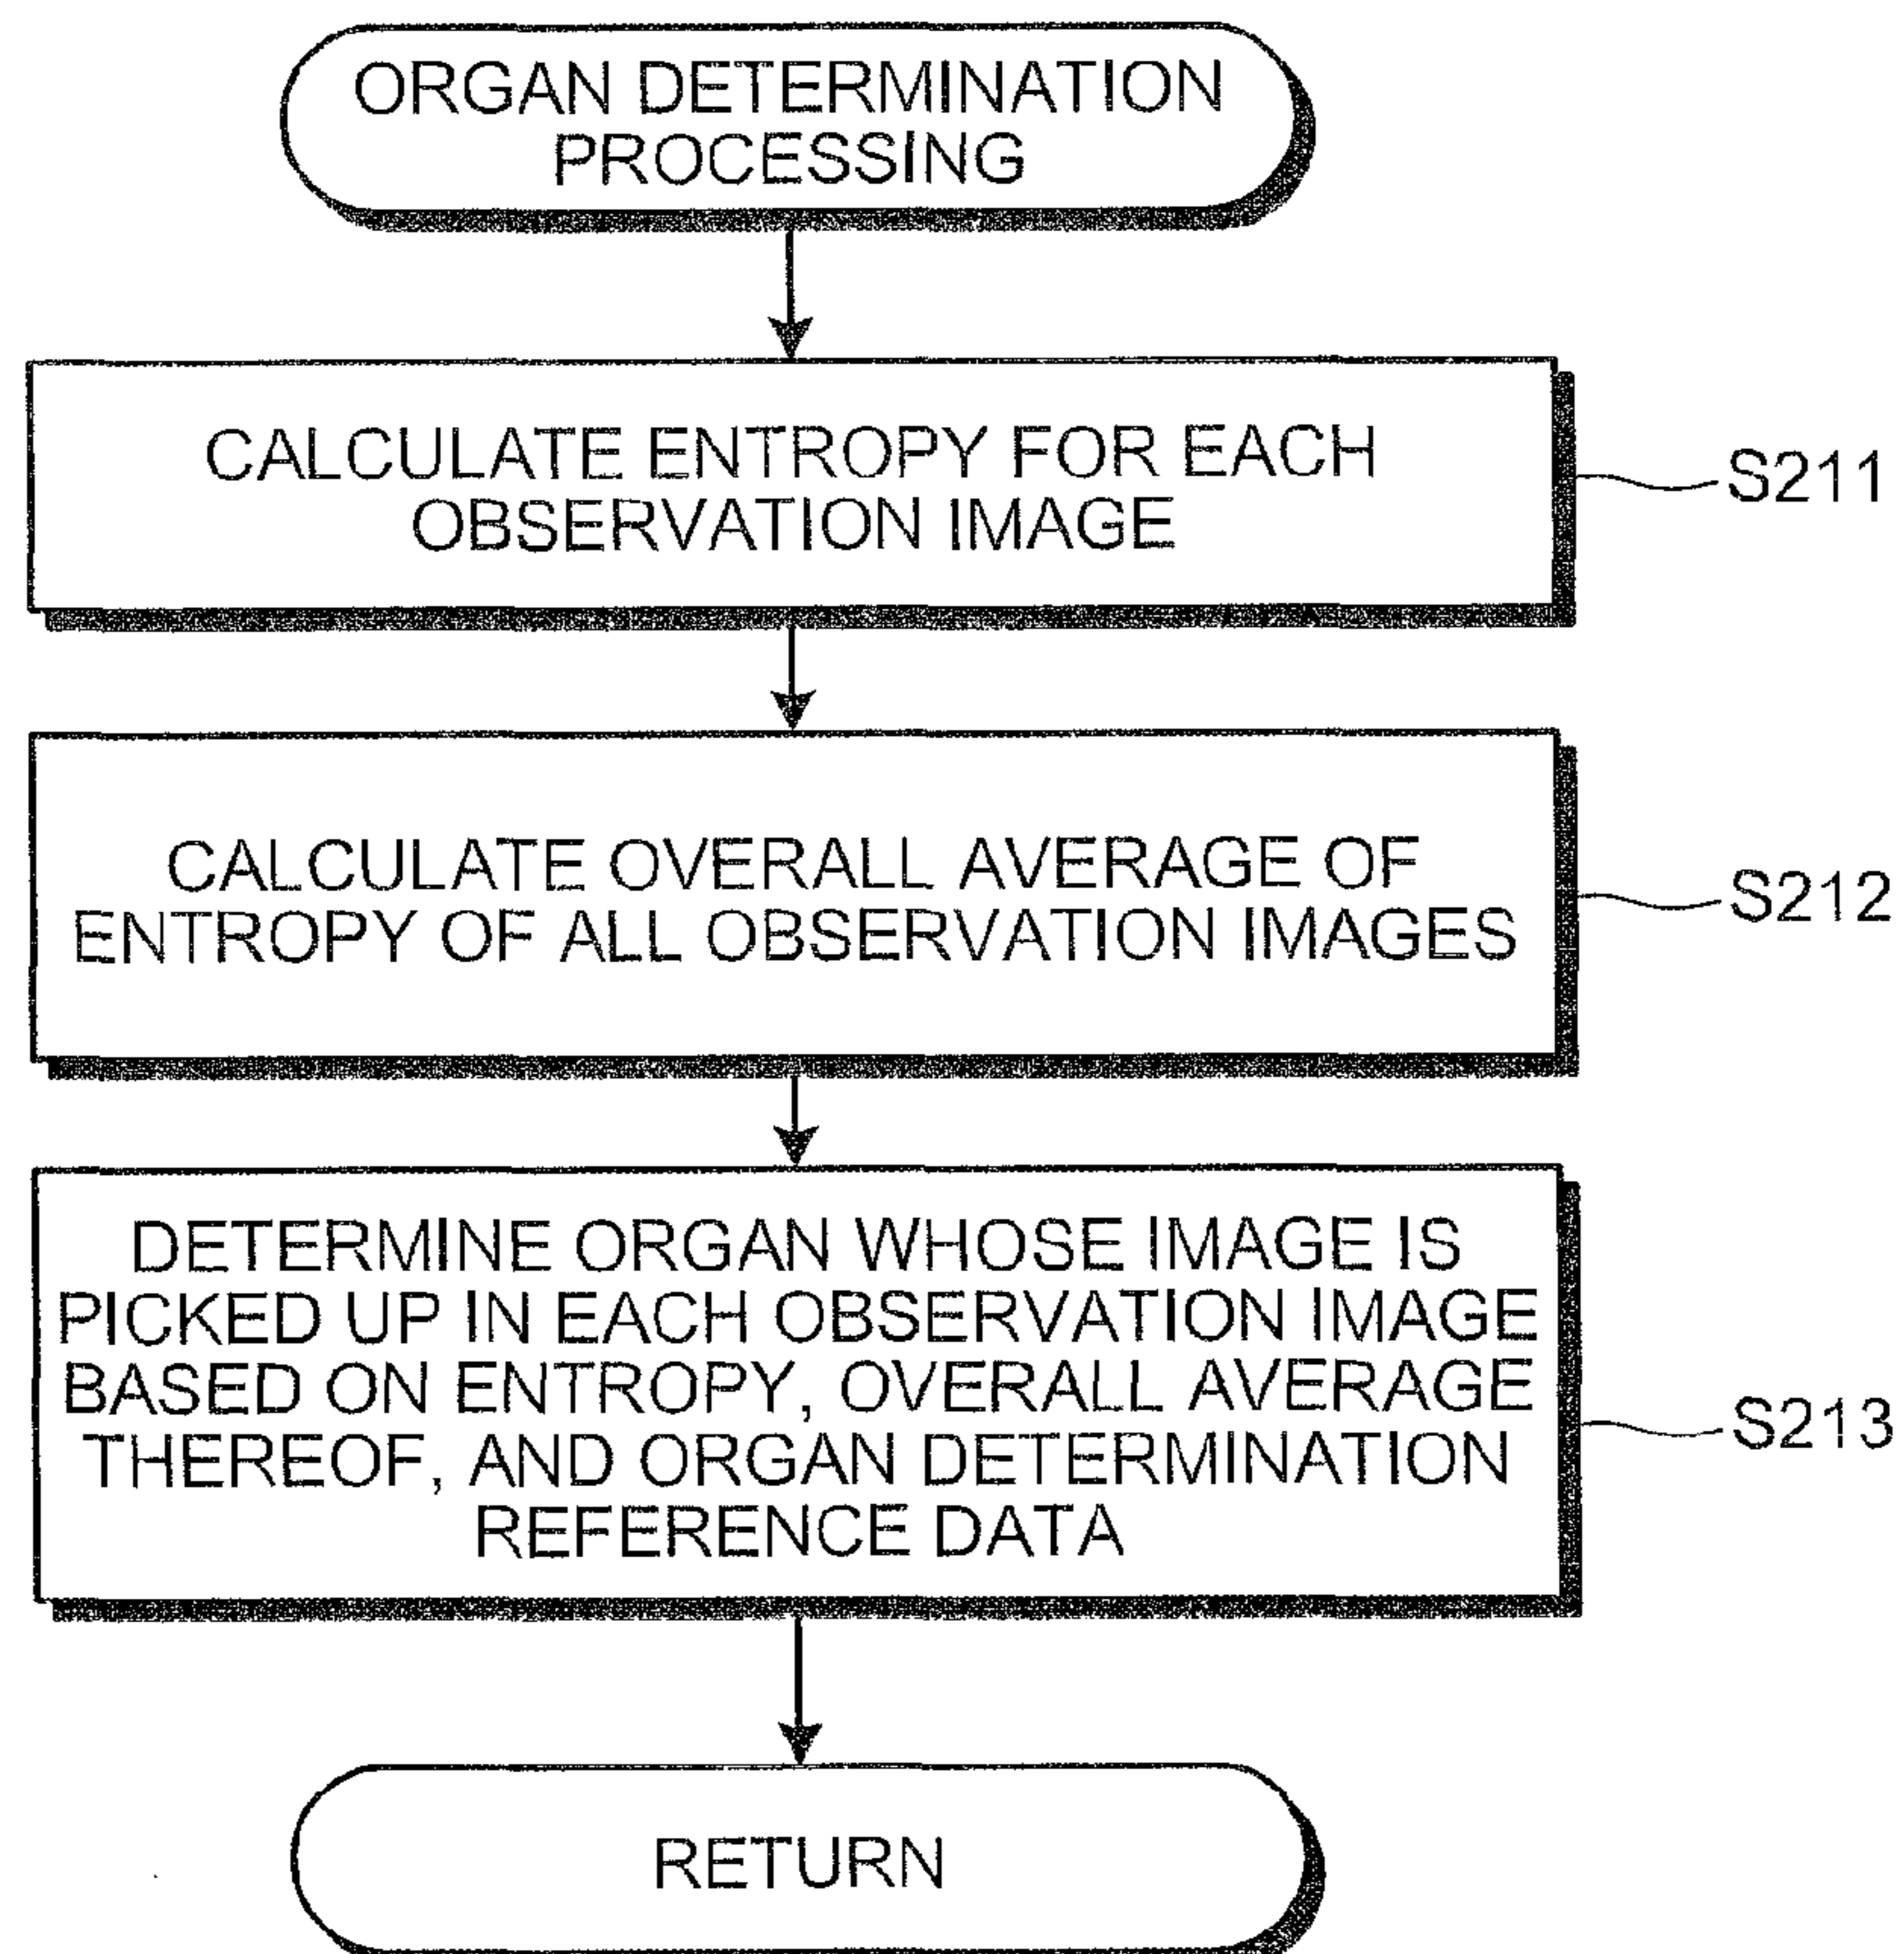 ORGAN DETERMINATION
PROCESSING
CALCULATE ENTROPY FOR EACH
OBSERVATION IMAGE
S211
CALCULATE OVERALL AVERAGE OF
ENTROPY OF ALL OBSERVATION IMAGES
S212
DETERMINE ORGAN WHOSE IMAGE IS
PICKED UP IN EACH OBSERVATION IMAGE
BASED ON ENTROPY, OVERALL AVERAGE
THEREOF, AND ORGAN DETERMINATION
REFERENCE DATA
S213
RETURN